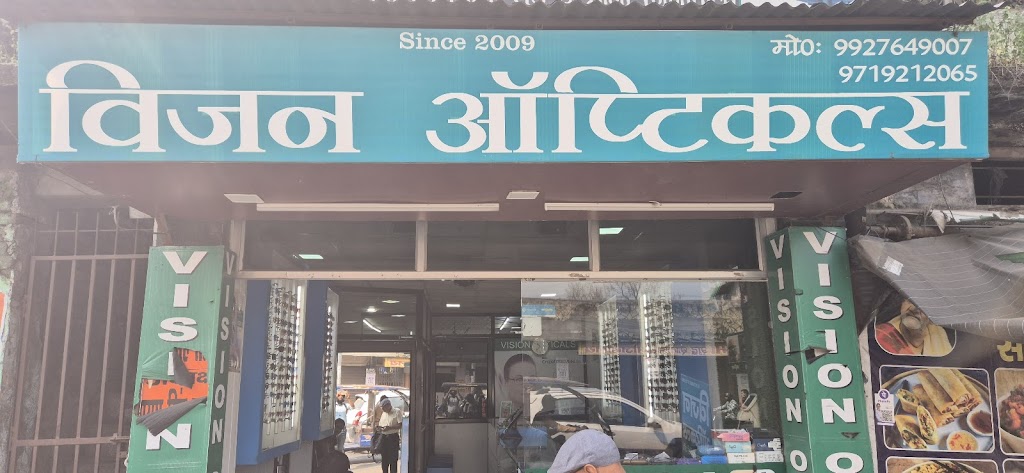 Since 2009
मो०: 9927649007
9719212065
विजन ऑप्टिकल्स
VISION
VISION
VISION O
VISION O